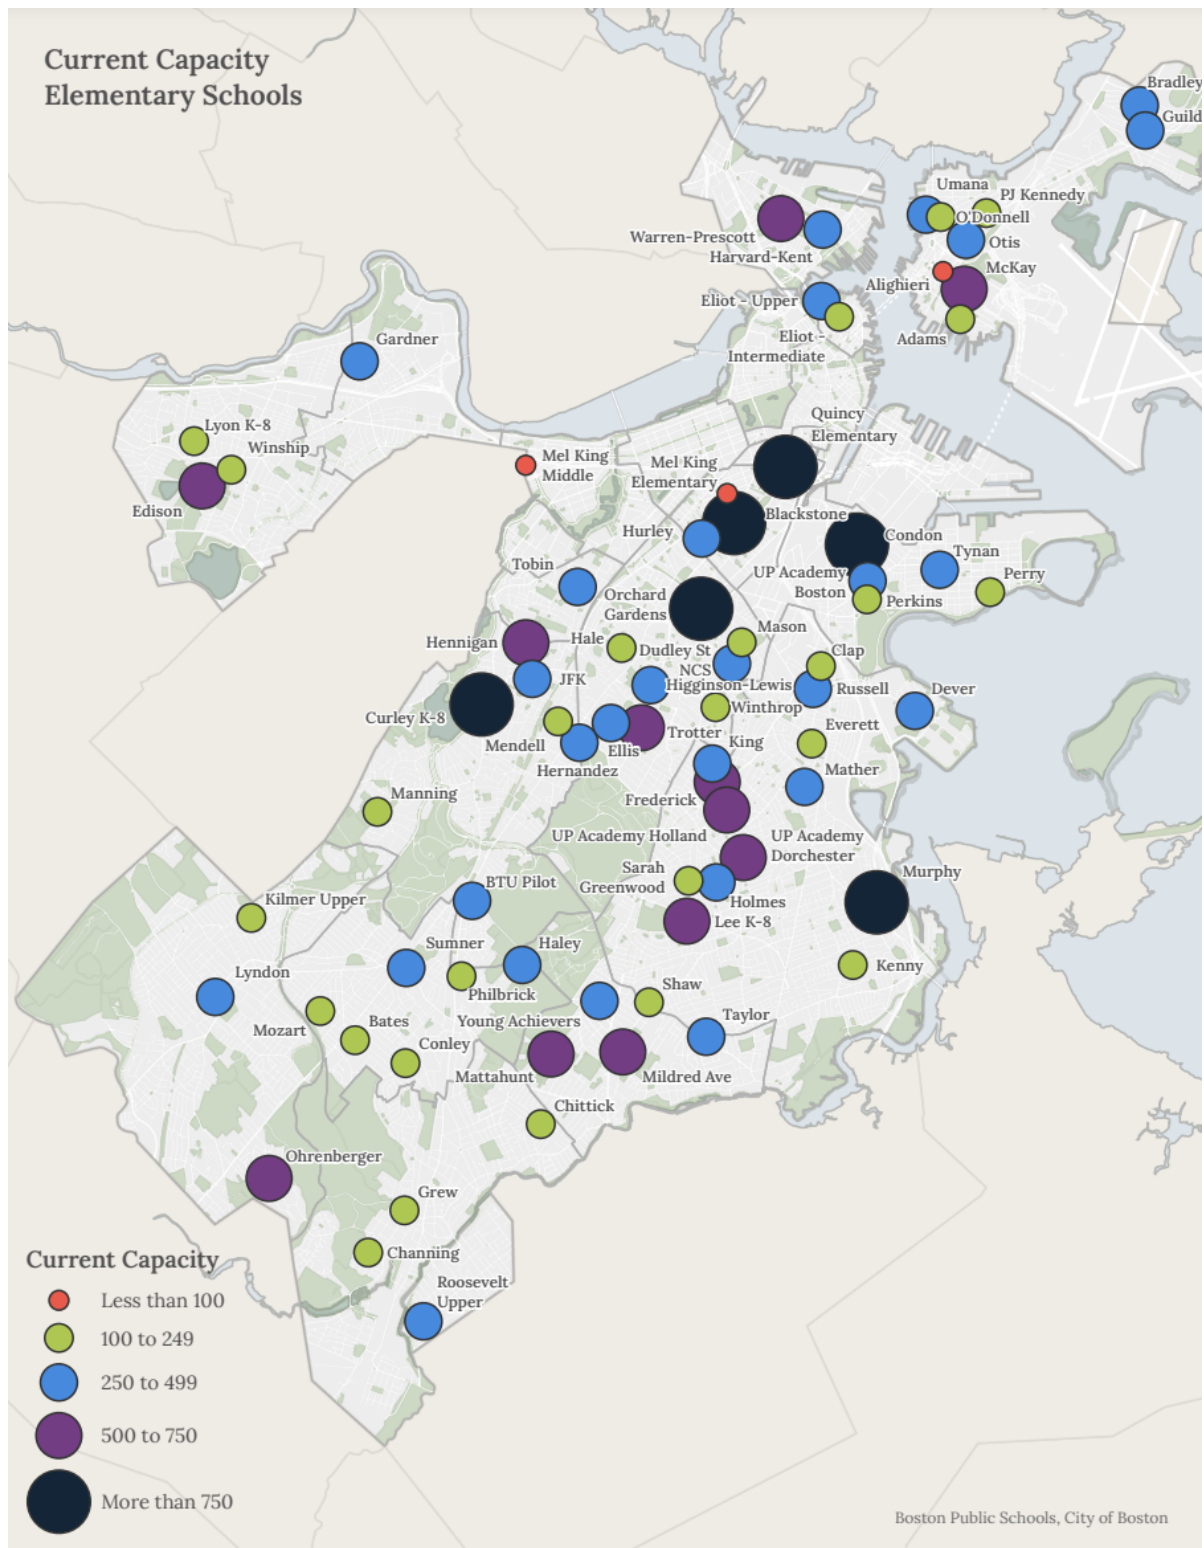 Current Capacity
Elementary Schools
Bradley
Guild
Umana
PJ Kennedy
O'Donnell
Otis
Warren-Prescott
Harvard-Kent
McKay
Alighieri
Eliot - Upper
Adams
Eliot -
Intermediate
Gardner
Quincy
Elementary
Lyon K-8
Winship
Mel King
Middle
Mel King
Elementary
Edison
Blackstone
Hurley
Condon
Tynan
Tobin
UP Academy
Boston
Perry
Orchard
Gardens
Perkins
Mason
Hennigan
Hale
Dudley St
NCS
Clap
JFK
Higginson-Lewis
Russell
Dever
Curley K-8
Winthrop
Mendell
Ellis
Trotter
King
Everett
Hernandez
Mather
Manning
Frederick
UP Academy Holland
UP Academy
Dorchester
Sarah
Greenwood
Murphy
BTU Pilot
Kilmer Upper
Holmes
Lee K-8
Sumner
Haley
Kenny
Lyndon
Philbrick
Shaw
Mozart
Bates
Young Achievers
Taylor
Conley
Mattahunt
Mildred Ave
Chittick
Ohrenberger
Grew
Channing
Roosevelt
Upper
Current Capacity
Less than 100
100 to 249
250 to 499
500 to 750
More than 750
Boston Public Schools, City of Boston